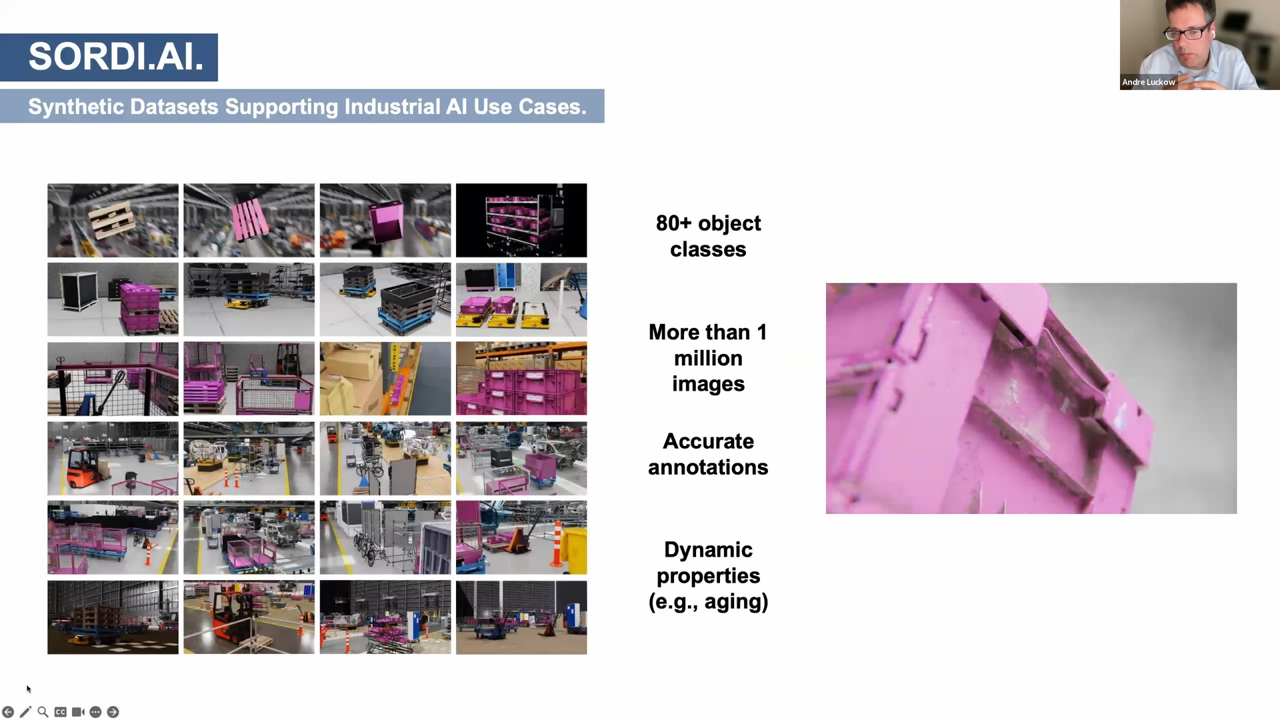 SORDI.AI.
Synthetic Datasets Supporting Industrial AI Use Cases.
Andre Luckow
80+ object
classes
More than 1
million
images
Accurate
annotations
Dynamic
properties
(e.g., aging)
CC